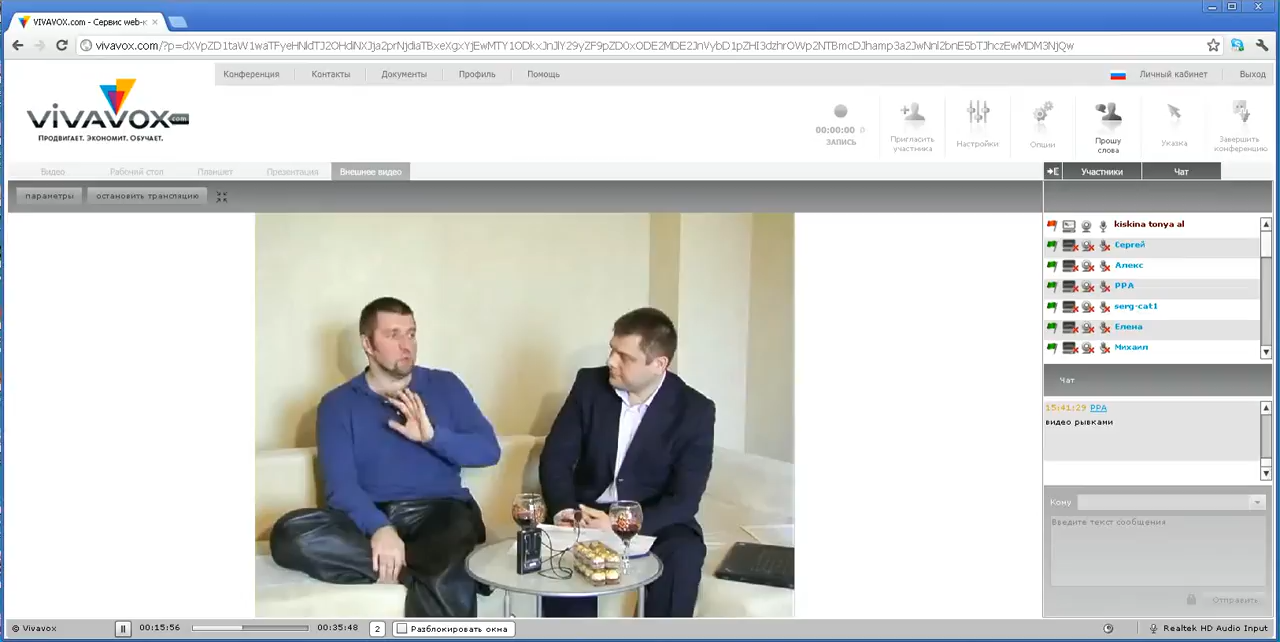 VIVAVOX.com - Сервис web-к
Конференция
Контакты
Документы
Профиль
Помощь
Личный кабинет
Выход
vivavox.com
ПРОДВИГАЕТ. ЭКОНОМИТ. ОБУЧАЕТ.
00:00:00 0
ЗАПИСЬ
Пригласить участника
Настройки
Опции
Прошу слова
Указка
Завершить конференцию
Видео
Рабочий стол
Планшет
Презентация
Внешнее видео
Участники
Чат
параметры
остановить трансляцию
kiskina tonya al
Сергей
Алекс
PPA
serg-cat1
Елена
Михаил
Чат
15:41:29 PPA
видео рывками
Кому
Введите текст сообщения
Отправить
© Vivavox
00:15:56
00:35:48
2
Разблокировать окна
Realtek HD Audio Input